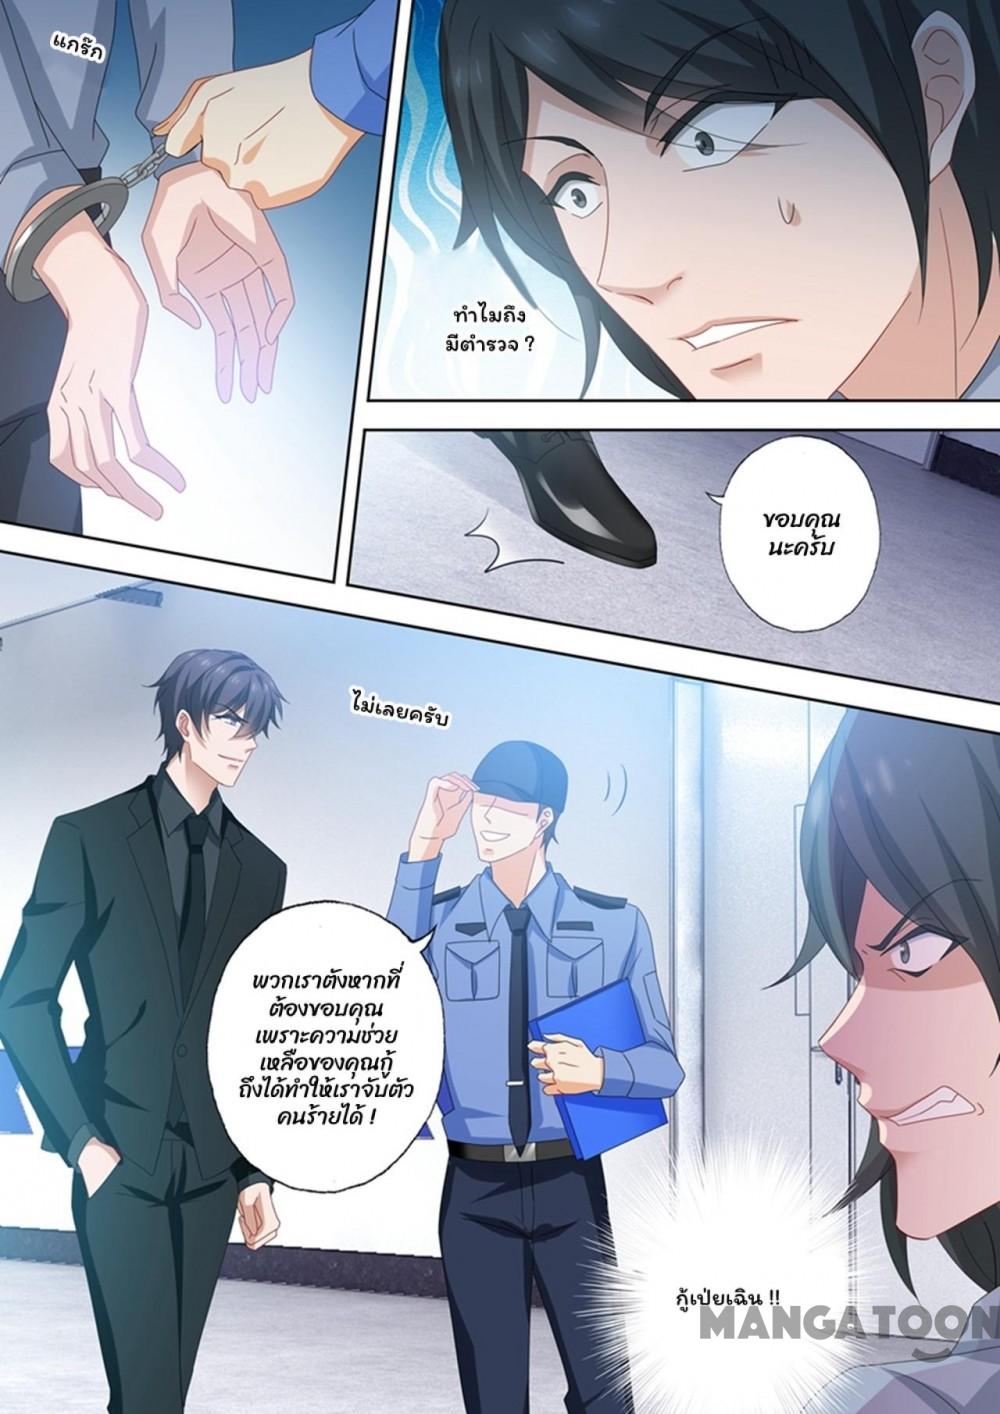 แกร๊ก
ทำไมถึง
มีตำรวจ ?
ขอบคุณ
นะครับ
ไม่เลยครับ
พวกเราตังหากที่
ต้องขอบคุณ
เพราะความช่วย
เหลือของคุณกู้
ถึงได้ทำให้เราจับตัว
คนร้ายได้ !
กู้เป่ยเฉิน !!
MANGATOON